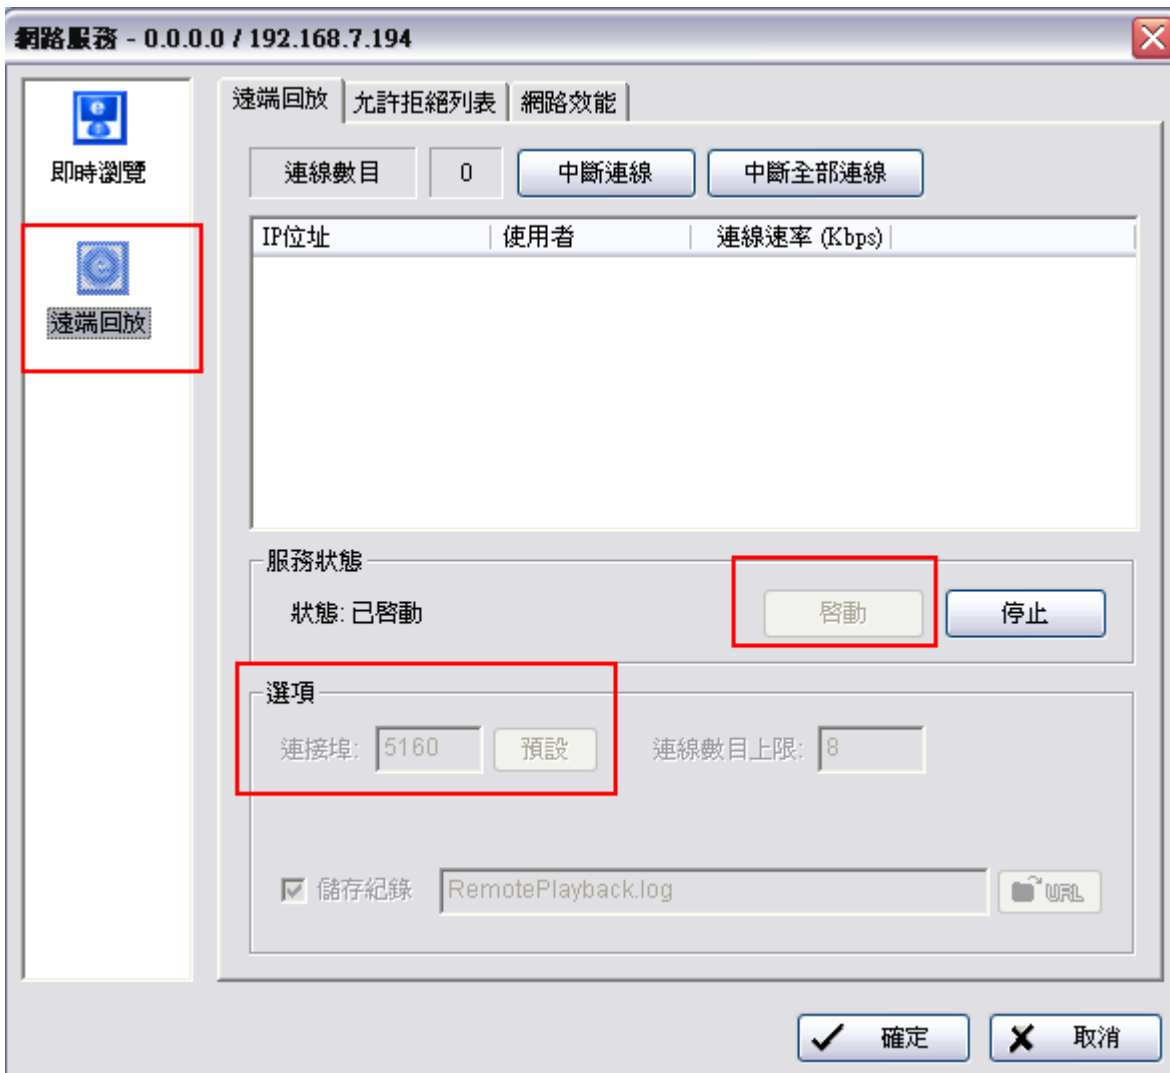 網路服務 - 0.0.0.0 / 192.168.7.194
即時瀏覽
遠端回放
遠端回放 允許拒絕列表 網路效能
連線數目 0 中斷連線 中斷全部連線
IP位址 使用者 連線速率 (Kbps)
服務狀態
狀態: 已啓動 啓動 停止
選項
連接埠: 5160 預設 連線數目上限: 8
儲存紀錄 RemotePlayback.log URL
確定 取消